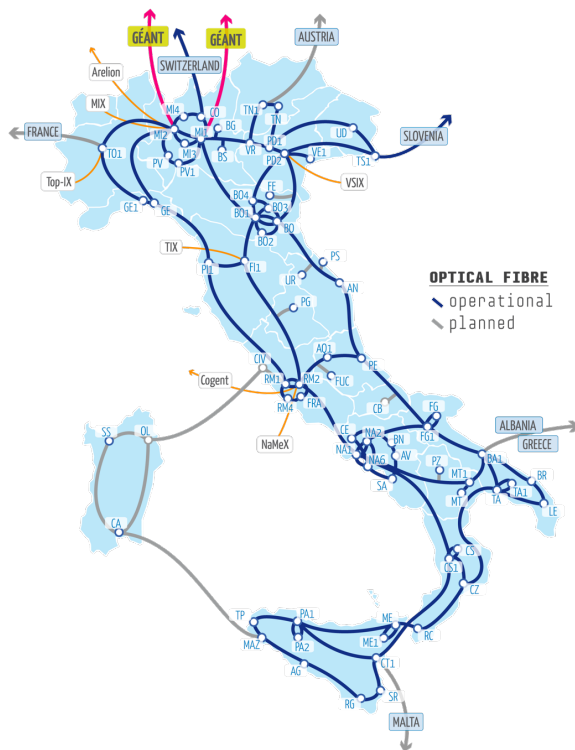 GÉANT
GÉANT
AUSTRIA
SWITZERLAND
Arelion
MIX
FRANCE
Top-IX
SLOVENIA
VSIX
TIX
Cogent
NaMeX
ALBANIA
GREECE
MALTA
OPTICAL FIBRE
operational
planned
MI4
CO
BG
TN1
TN
MI2
MI1
MI3
BS
VR
PD1
PD2
UD
VE1
TS1
TO1
PV
PV1
GE1
GE
FE
BO4
BO3
BO1
BO
BO2
PI1
FI1
PS
UR
AN
PG
CIV
RM1
RM2
RM4
FRA
AQ1
FUC
PE
CB
FG
FG1
CE
NA2
BN
NA1
NA6
AV
SA
PZ
MT1
MT
BA1
BR
TA
TA1
LE
SS
OL
CA
CS
CS1
CZ
TP
PA1
PA2
MAZ
AG
ME
ME1
RC
CT1
SR
RG